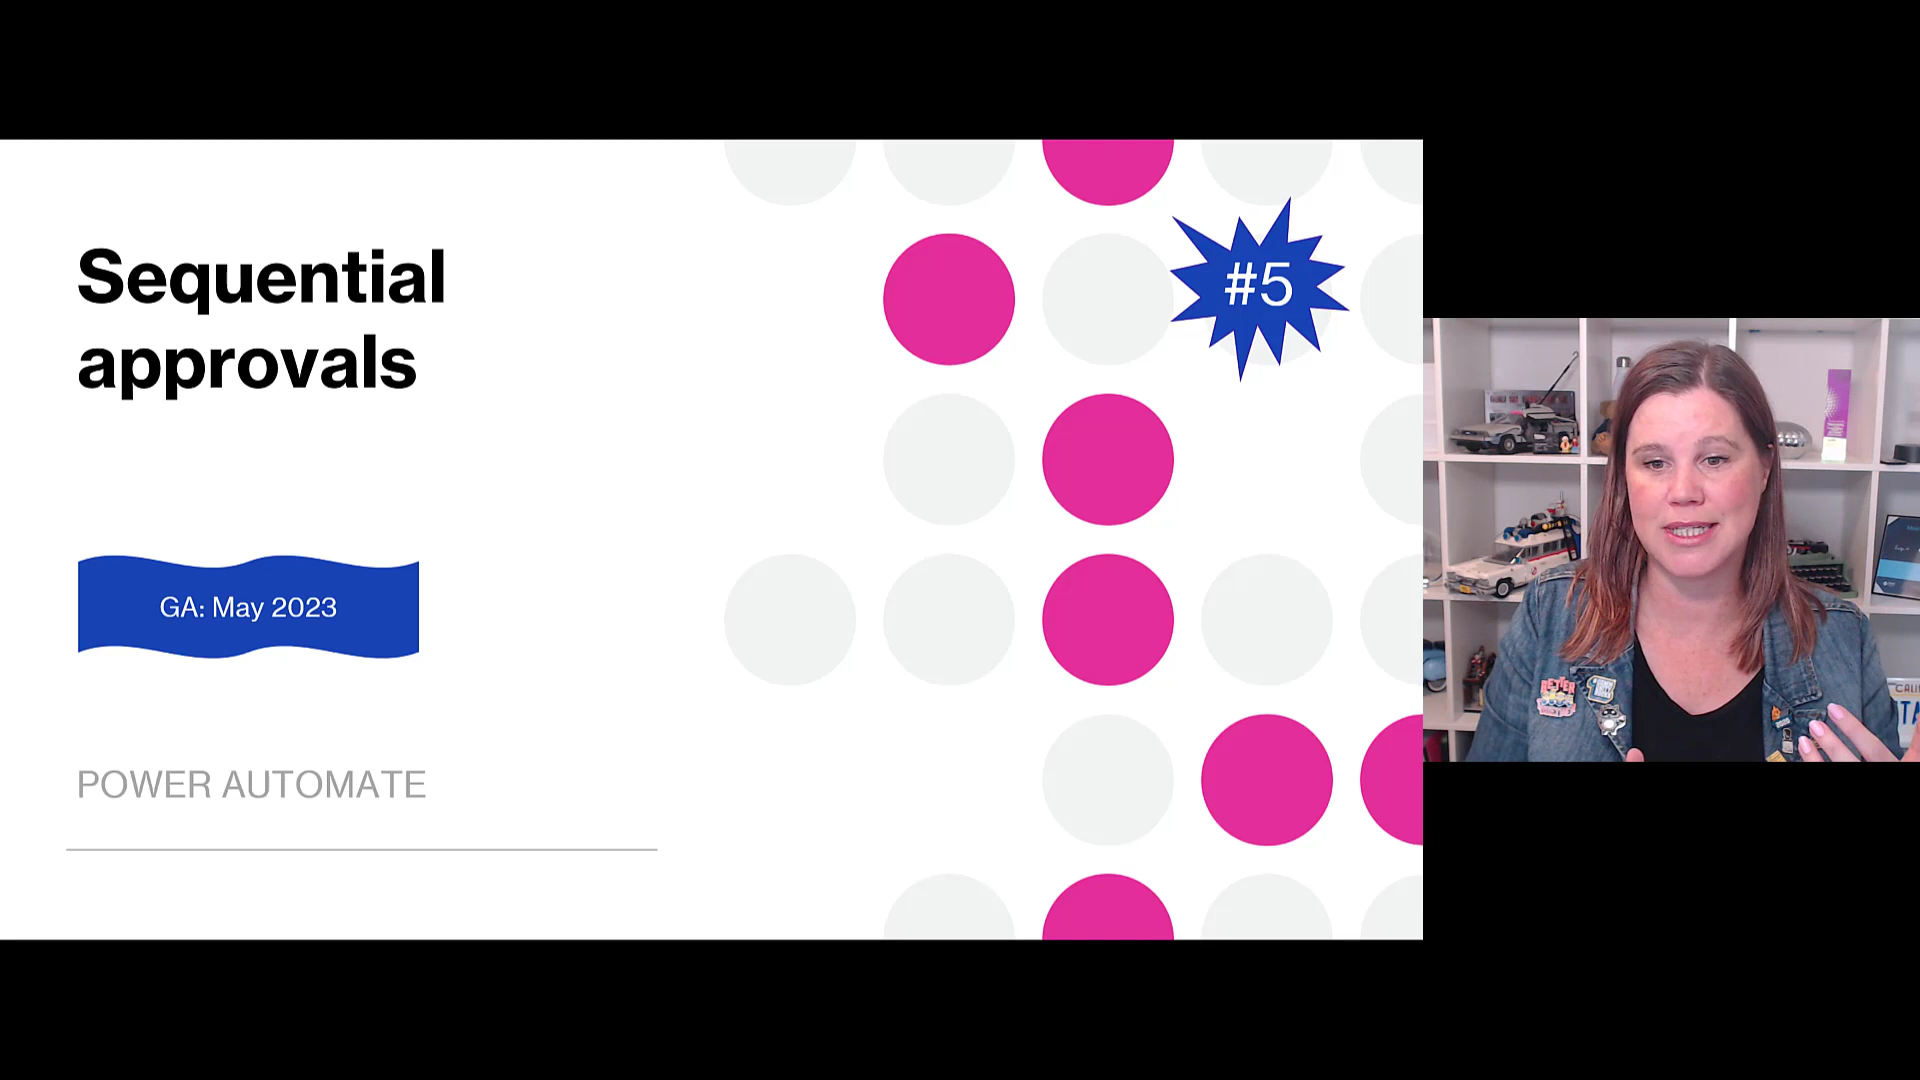 Sequential
approvals
#5
GA: May 2023
POWER AUTOMATE